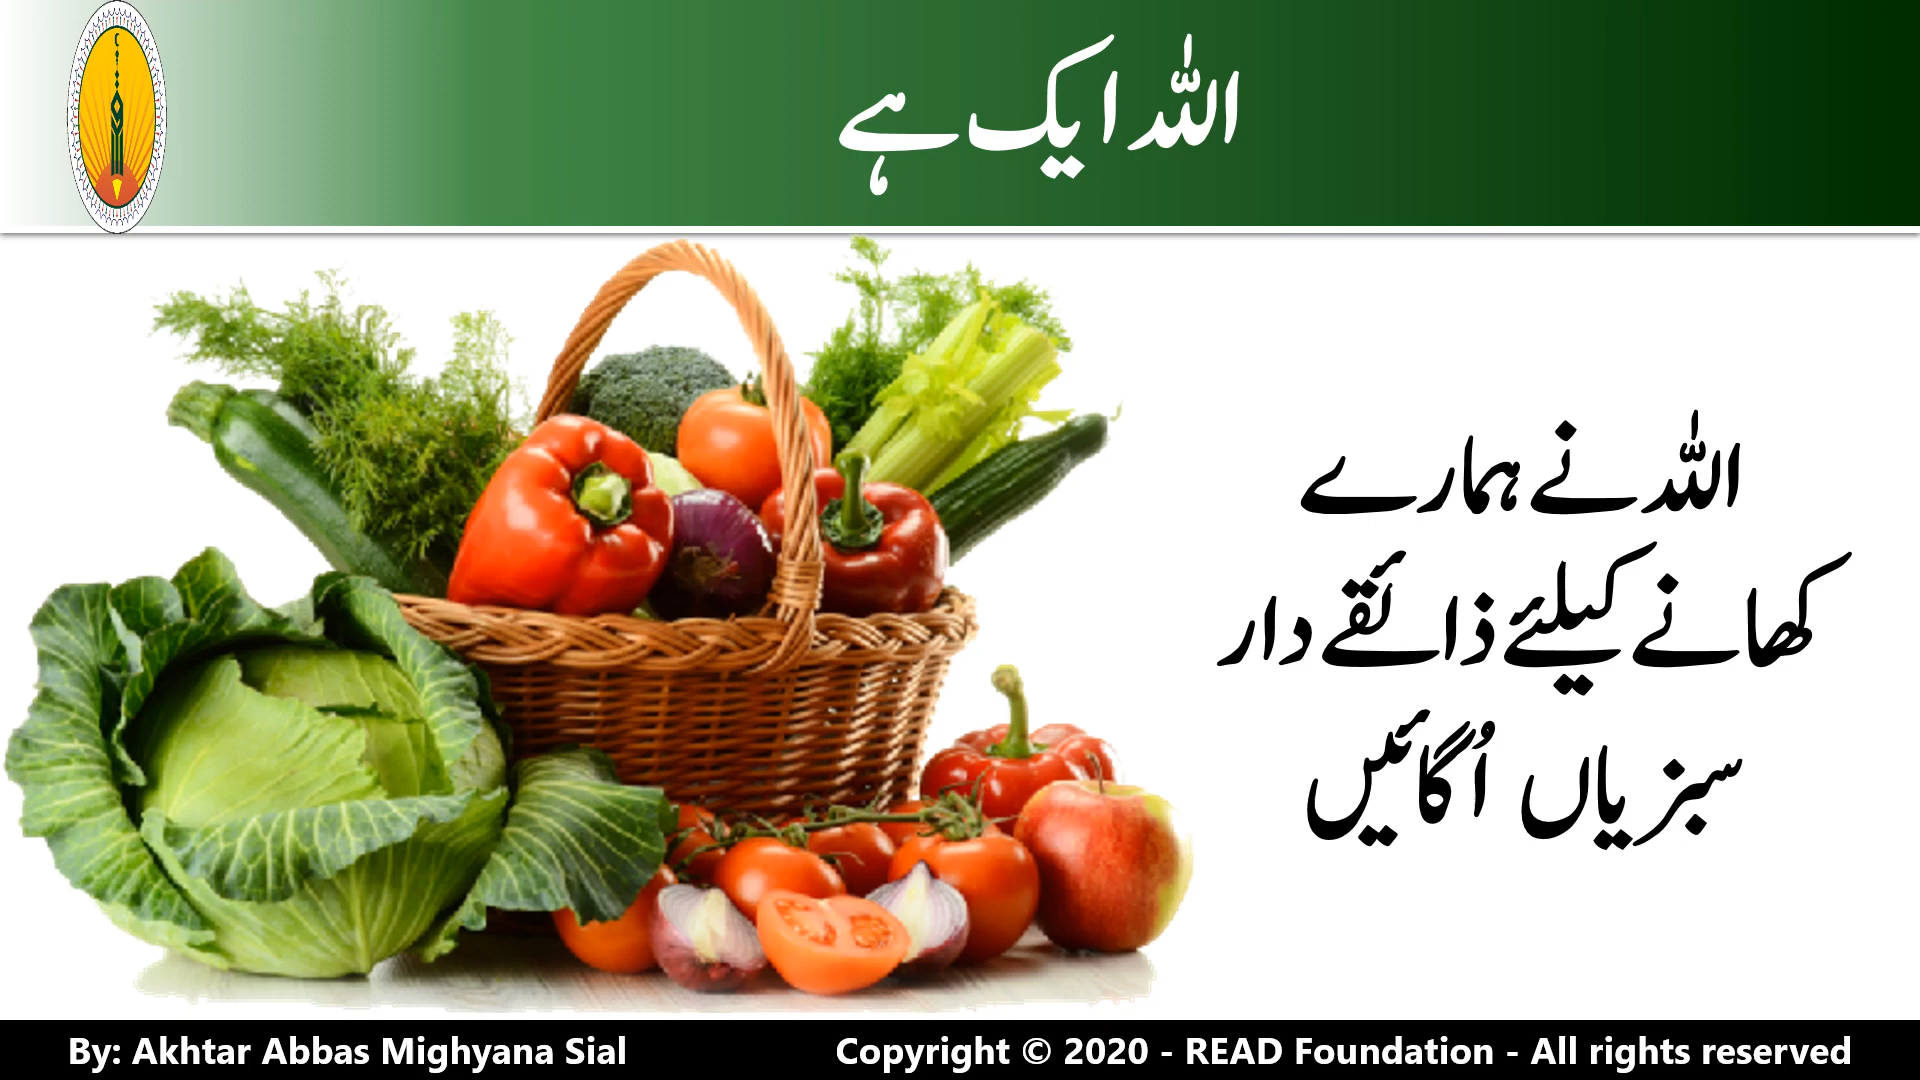 اللہ ایک ہے
اللہ نے ہمارے
کھانے کیلئے ذائقے دار
سبزیاں اُگائیں
By: Akhtar Abbas Mighyana Sial
Copyright © 2020 - READ Foundation - All rights reserved